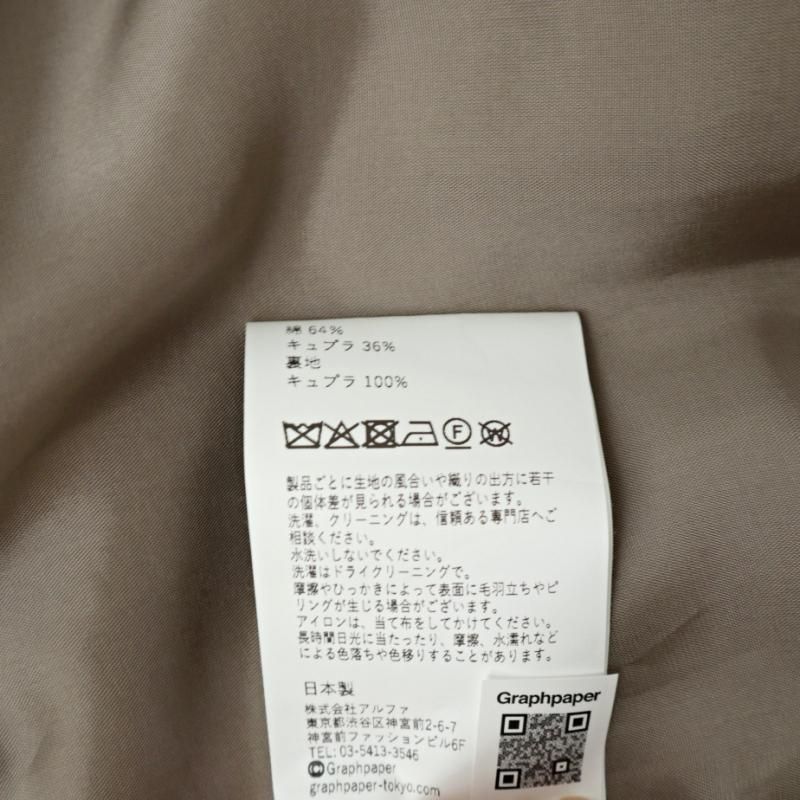 綿 64%
キュプラ 36%
裏地
キュプラ 100%
F
W
製品ごとに生地の風合いや織りの出方に若干
の個体差が見られる場合がございます。
洗濯、クリーニングは、信頼ある専門店へご
相談ください。
水洗いしないでください。
洗濯はドライクリーニングで。
摩擦やひっかきによって表面に毛羽立ちやピ
リングが生じる場合がございます。
アイロンは、当て布をしてかけてください。
長時間日光に当たったり、摩擦、水濡れなど
による色落ちや色移りすることがあります。
日本製
株式会社アルファ
東京都渋谷区神宮前2-6-7
神宮前ファッションビル6F
TEL: 03-5413-3546
©Graphpaper
graphpaper-tokyo.com
Graphpaper